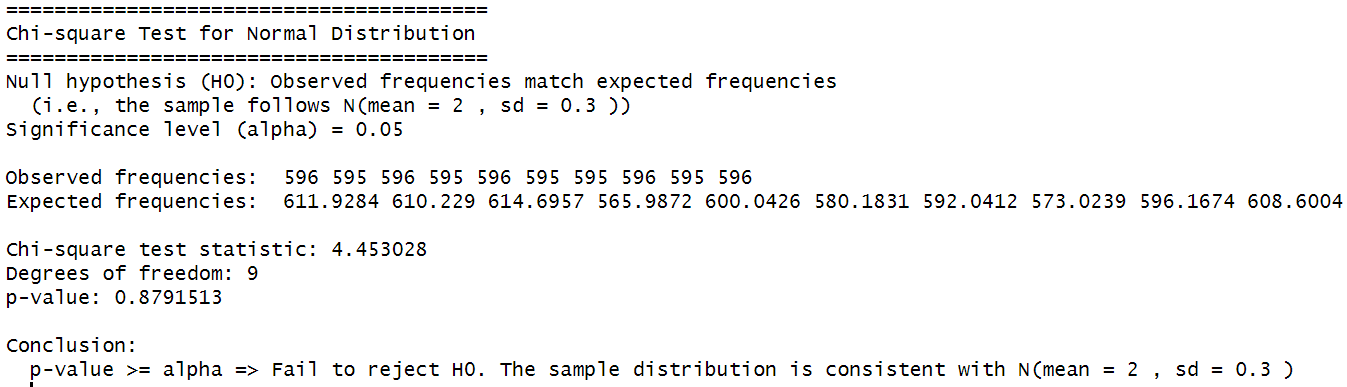 ========================================
Chi-square Test for Normal Distribution
========================================
Null hypothesis (H0): Observed frequencies match expected frequencies
  (i.e., the sample follows N(mean = 2 , sd = 0.3 ))
Significance level (alpha) = 0.05

Observed frequencies:  596 595 596 595 596 595 595 596 595 596
Expected frequencies:  611.9284 610.229 614.6957 565.9872 600.0426 580.1831 592.0412 573.0239 596.1674 608.6004

Chi-square test statistic: 4.453028
Degrees of freedom: 9
p-value: 0.8791513

Conclusion:
  p-value >= alpha => Fail to reject H0. The sample distribution is consistent with N(mean = 2 , sd = 0.3 )